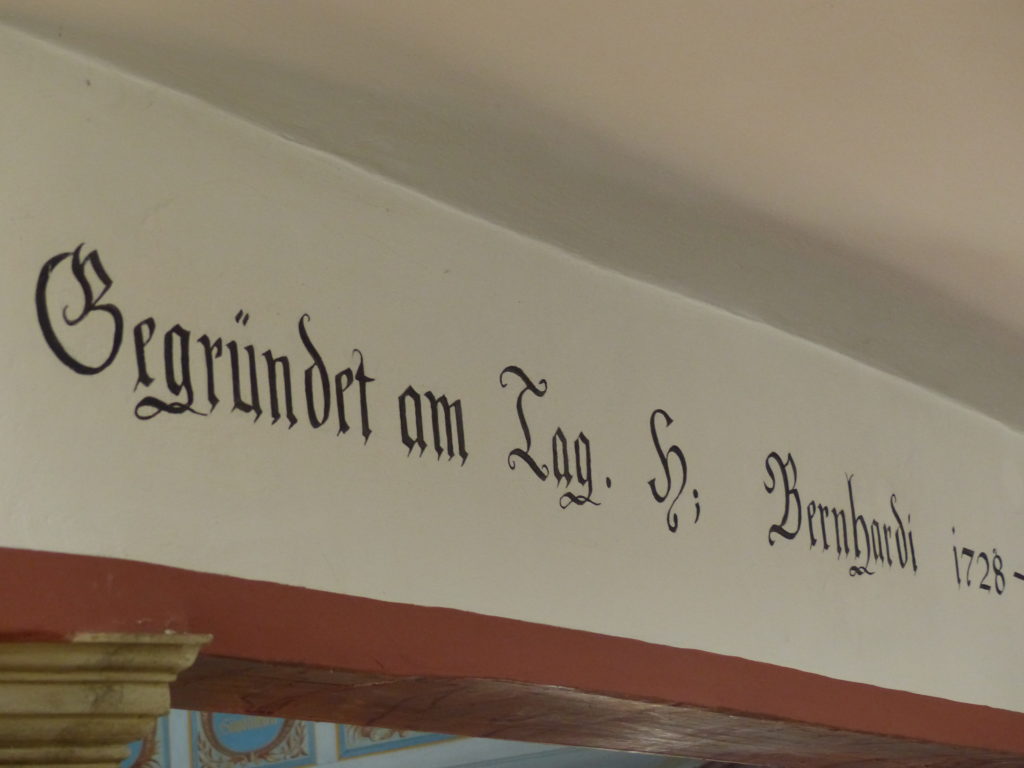 Gegründet am Tag. H; Bernhardi 1728 -